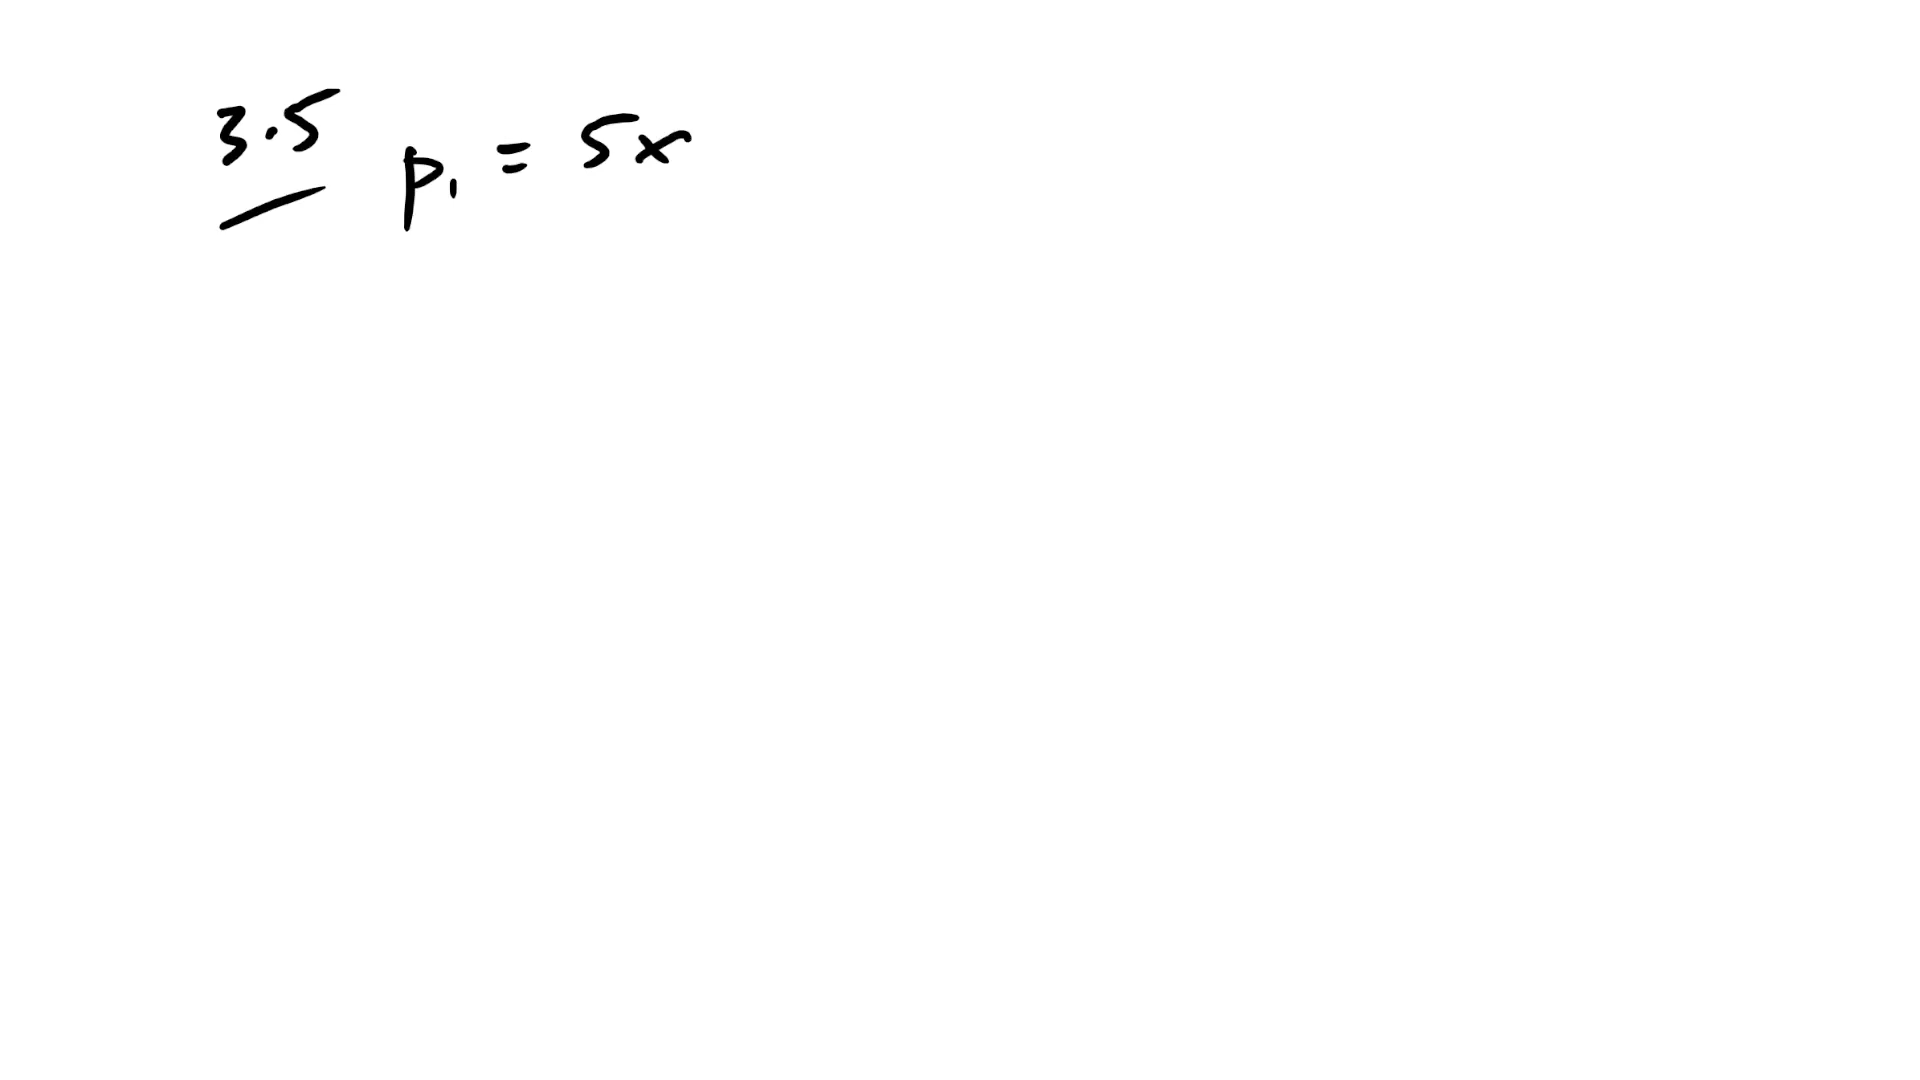 3.5 p₁ = 5x